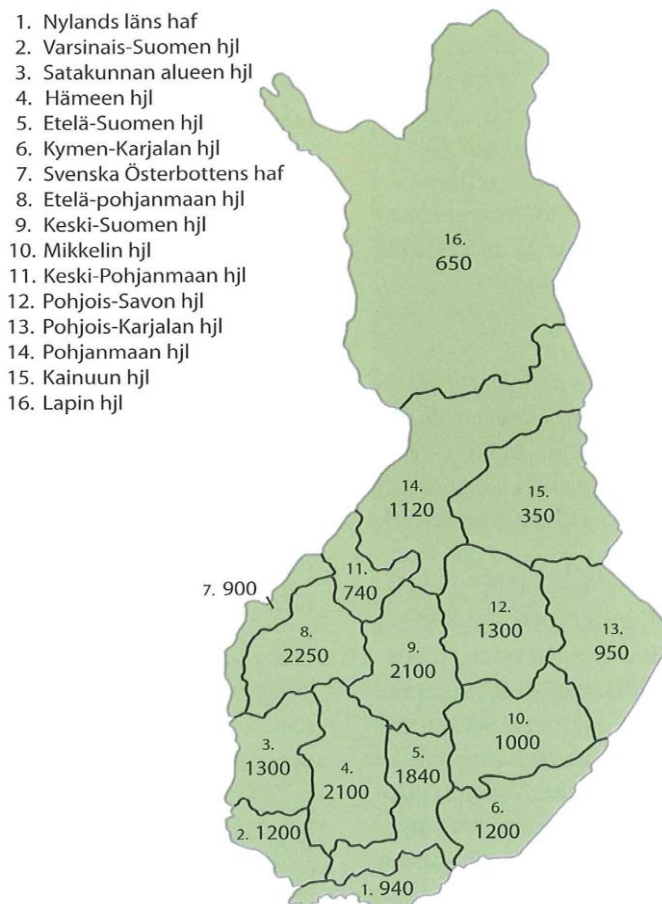 1. Nylands läns haf
2. Varsinais-Suomen hjl
3. Satakunnan alueen hjl
4. Hämeen hjl
5. Etelä-Suomen hjl
6. Kymen-Karjalan hjl
7. Svenska Österbottens haf
8. Etelä-pohjanmaan hjl
9. Keski-Suomen hjl
10. Mikkelin hjl
11. Keski-Pohjanmaan hjl
12. Pohjois-Savon hjl
13. Pohjois-Karjalan hjl
14. Pohjanmaan hjl
15. Kainuun hjl
16. Lapin hjl
16.
650
14.
1120
15.
350
11.
740
7. 900
12.
1300
8.
2250
9.
2100
13.
950
10.
1000
3.
1300
4.
2100
5.
1840
6.
1200
2. 1200
1. 940